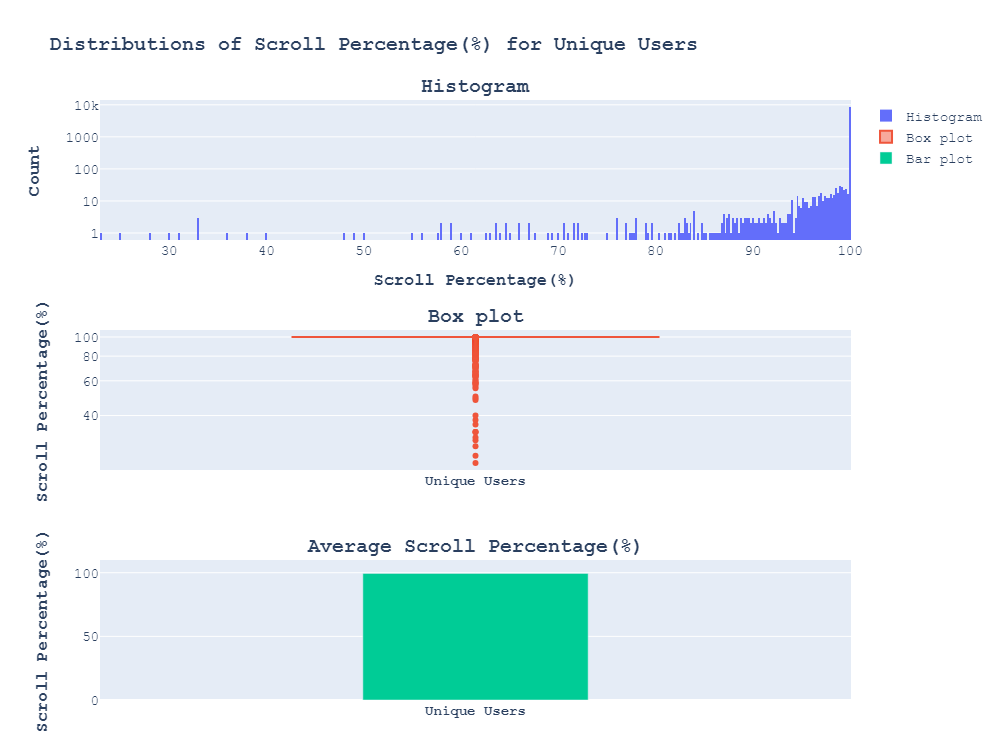 Distributions of Scroll Percentage(%) for Unique Users
Histogram
10k
1000
100
10
1
Count
30 40 50 60 70 80 90 100
Scroll Percentage(%)
Histogram
Box plot
Bar plot
Box plot
100
80
60
40
Scroll Percentage(%)
Unique Users
Average Scroll Percentage(%)
100
50
0
Scroll Percentage(%)
Unique Users